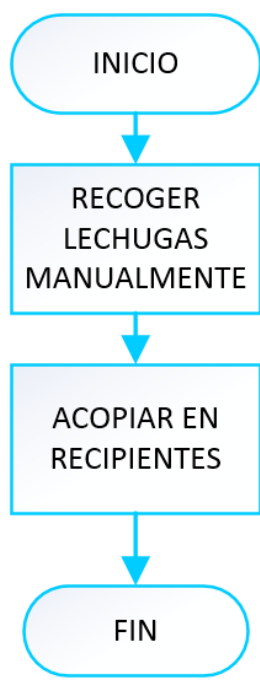 INICIO
RECOGER
LECHUGAS
MANUALMENTE
ACOPIAR EN
RECIPIENTES
FIN